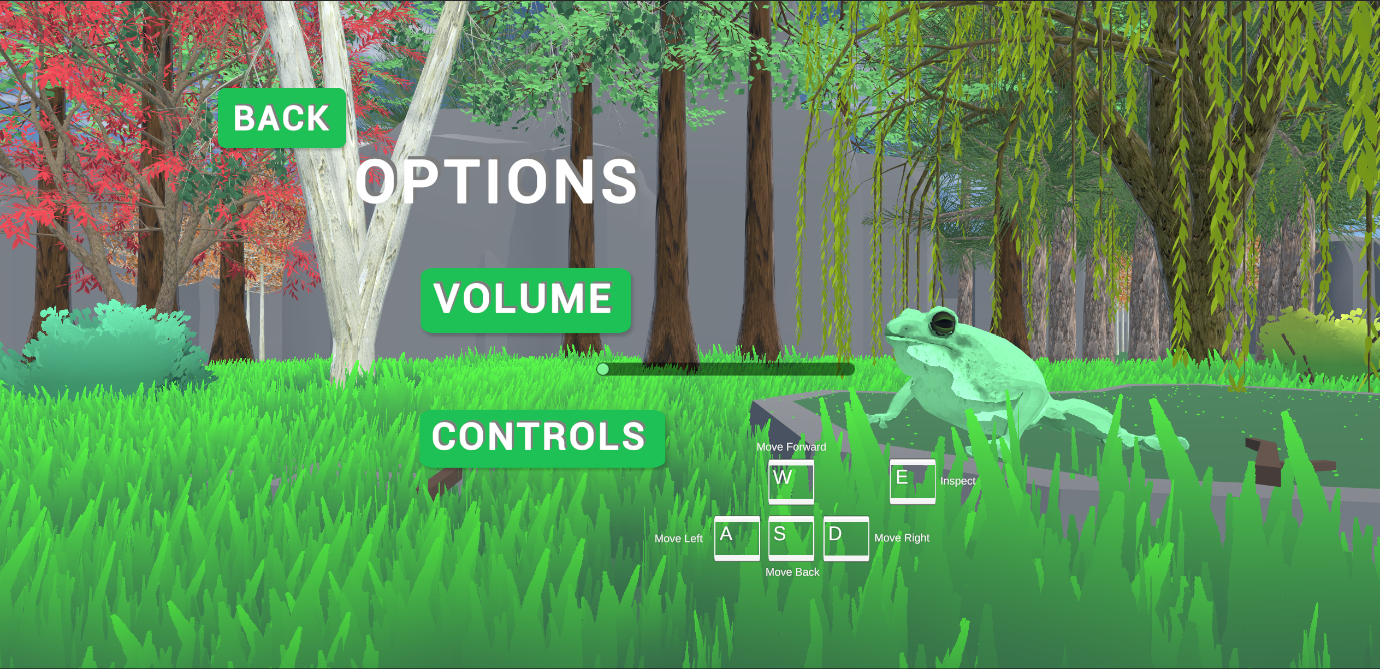 BACK
OPTIONS
VOLUME
CONTROLS
Move Forward
W
E
Inspect
Move Left
A
S
D
Move Right
Move Back